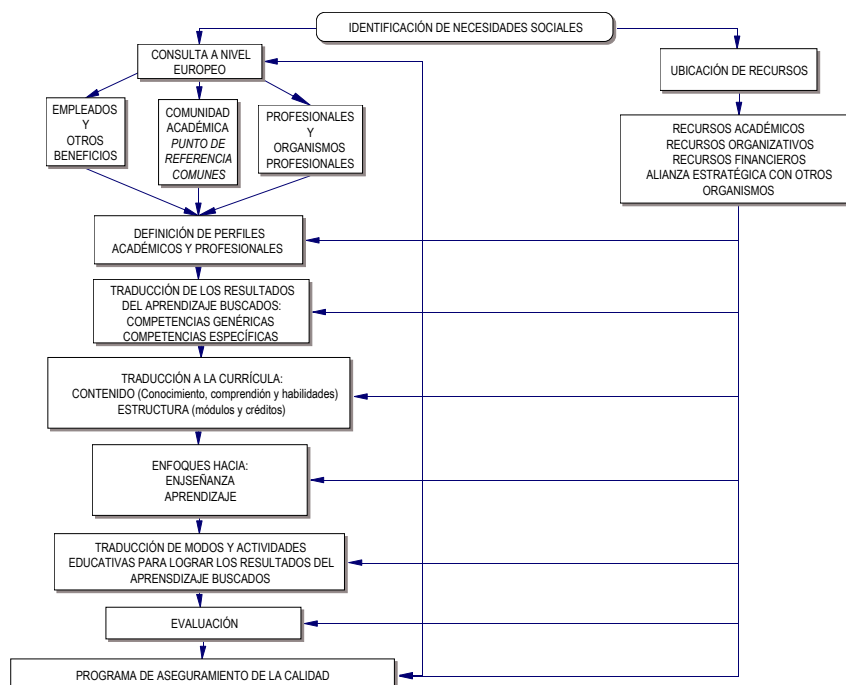 IDENTIFICACIÓN DE NECESIDADES SOCIALES
CONSULTA A NIVEL
EUROPEO
UBICACIÓN DE RECURSOS
EMPLEADOS
Y
OTROS
BENEFICIOS
COMUNIDAD
ACADÉMICA
PUNTO DE
REFERENCIA
COMUNES
PROFESIONALES
Y
ORGANISMOS
PROFESIONALES
RECURSOS ACADÉMICOS
RECURSOS ORGANIZATIVOS
RECURSOS FINANCIEROS
ALIANZA ESTRATÉGICA CON OTROS
ORGANISMOS
DEFINICIÓN DE PERFILES
ACADÉMICOS Y PROFESIONALES
TRADUCCIÓN DE LOS RESULTADOS
DEL APRENDIZAJE BUSCADOS:
COMPETENCIAS GENÉRICAS
COMPETENCIAS ESPECÍFICAS
TRADUCCIÓN A LA CURRÍCULA:
CONTENIDO (Conocimiento, comprendión y habilidades)
ESTRUCTURA (módulos y créditos)
ENFOQUES HACIA:
ENJSEÑANZA
APRENDIZAJE
TRADUCCIÓN DE MODOS Y ACTIVIDADES
EDUCATIVAS PARA LOGRAR LOS RESULTADOS DEL
APRENSDIZAJE BUSCADOS
EVALUACIÓN
PROGRAMA DE ASEGURAMIENTO DE LA CALIDAD